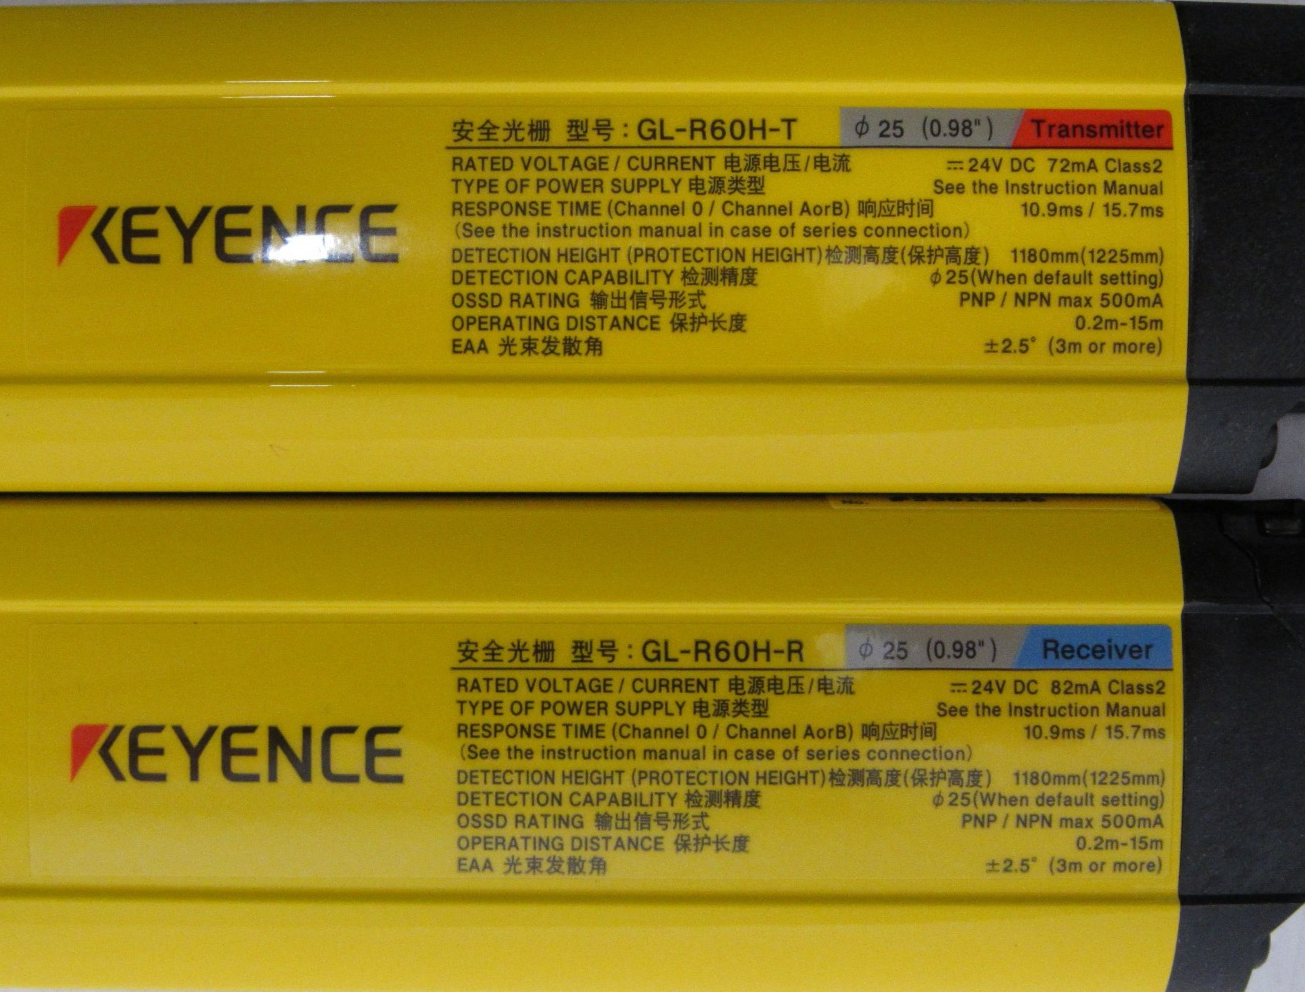 KEYENCE
安全光栅 型号：GL-R60H-T φ25 (0.98") Transmitter
RATED VOLTAGE / CURRENT 电源电压/电流 ⎓24V DC 72mA Class2
TYPE OF POWER SUPPLY 电源类型 See the Instruction Manual
RESPONSE TIME (Channel 0 / Channel AorB) 响应时间 10.9ms / 15.7ms
(See the instruction manual in case of series connection)
DETECTION HEIGHT (PROTECTION HEIGHT)检测高度(保护高度) 1180mm(1225mm)
DETECTION CAPABILITY 检测精度 φ25(When default setting)
OSSD RATING 输出信号形式 PNP / NPN max 500mA
OPERATING DISTANCE 保护长度 0.2m-15m
EAA 光束发散角 ±2.5° (3m or more)
No.
KEYENCE
安全光栅 型号：GL-R60H-R φ25 (0.98") Receiver
RATED VOLTAGE / CURRENT 电源电压/电流 ⎓24V DC 82mA Class2
TYPE OF POWER SUPPLY 电源类型 See the Instruction Manual
RESPONSE TIME (Channel 0 / Channel AorB) 响应时间 10.9ms / 15.7ms
(See the instruction manual in case of series connection)
DETECTION HEIGHT (PROTECTION HEIGHT)检测高度(保护高度) 1180mm(1225mm)
DETECTION CAPABILITY 检测精度 φ25(When default setting)
OSSD RATING 输出信号形式 PNP / NPN max 500mA
OPERATING DISTANCE 保护长度 0.2m-15m
EAA 光束发散角 ±2.5° (3m or more)